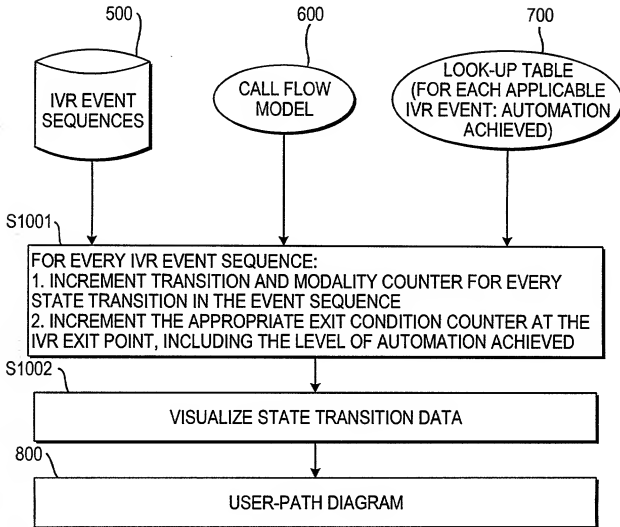 500
600
700
IVR EVENT
SEQUENCES
CALL FLOW
MODEL
LOOK-UP TABLE
(FOR EACH APPLICABLE
IVR EVENT: AUTOMATION
ACHIEVED)
S1001
FOR EVERY IVR EVENT SEQUENCE:
1. INCREMENT TRANSITION AND MODALITY COUNTER FOR EVERY
STATE TRANSITION IN THE EVENT SEQUENCE
2. INCREMENT THE APPROPRIATE EXIT CONDITION COUNTER AT THE
IVR EXIT POINT, INCLUDING THE LEVEL OF AUTOMATION ACHIEVED
S1002
VISUALIZE STATE TRANSITION DATA
800
USER-PATH DIAGRAM